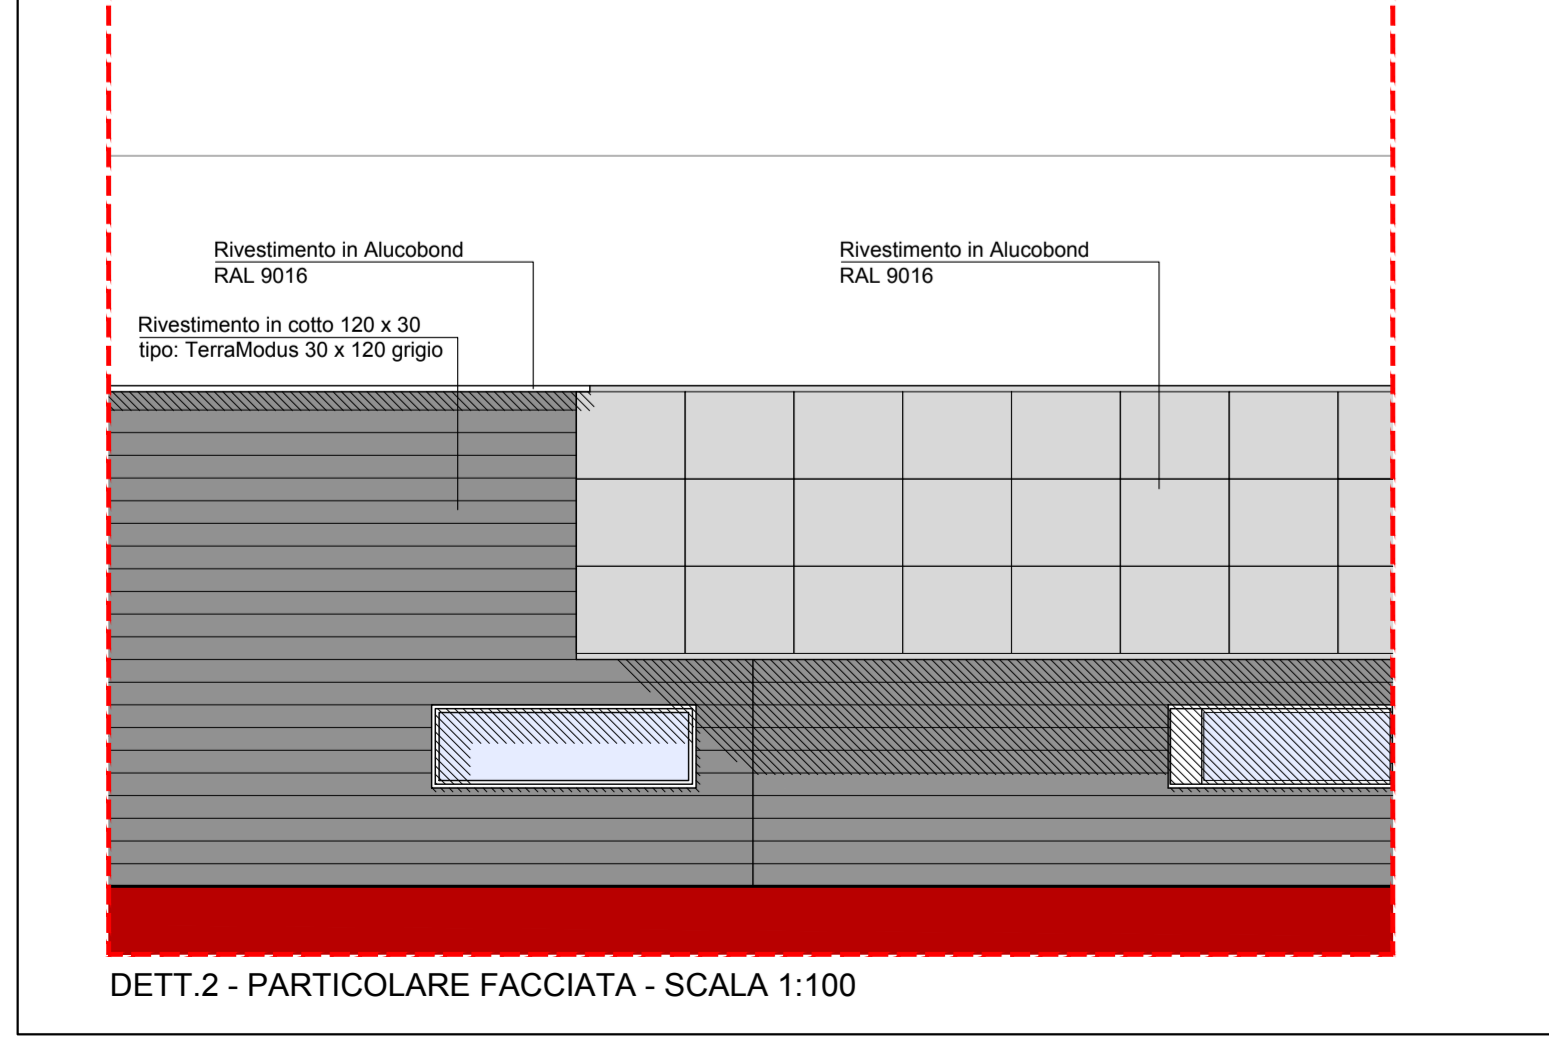 Rivestimento in Alucobond
RAL 9016
Rivestimento in Alucobond
RAL 9016
Rivestimento in cotto 120 x 30
tipo: TerraModus 30 x 120 grigio
DETT.2 - PARTICOLARE FACCIATA - SCALA 1:100